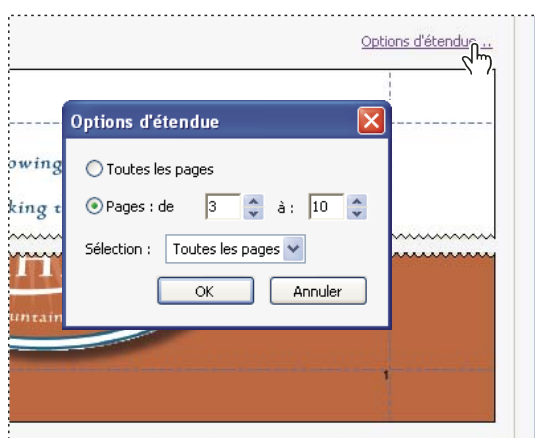 Options d'étendue...
Options d'étendue
owing
Toutes les pages
king t
Pages : de 3 à : 10
Sélection : Toutes les pages
OK Annuler
untain
1